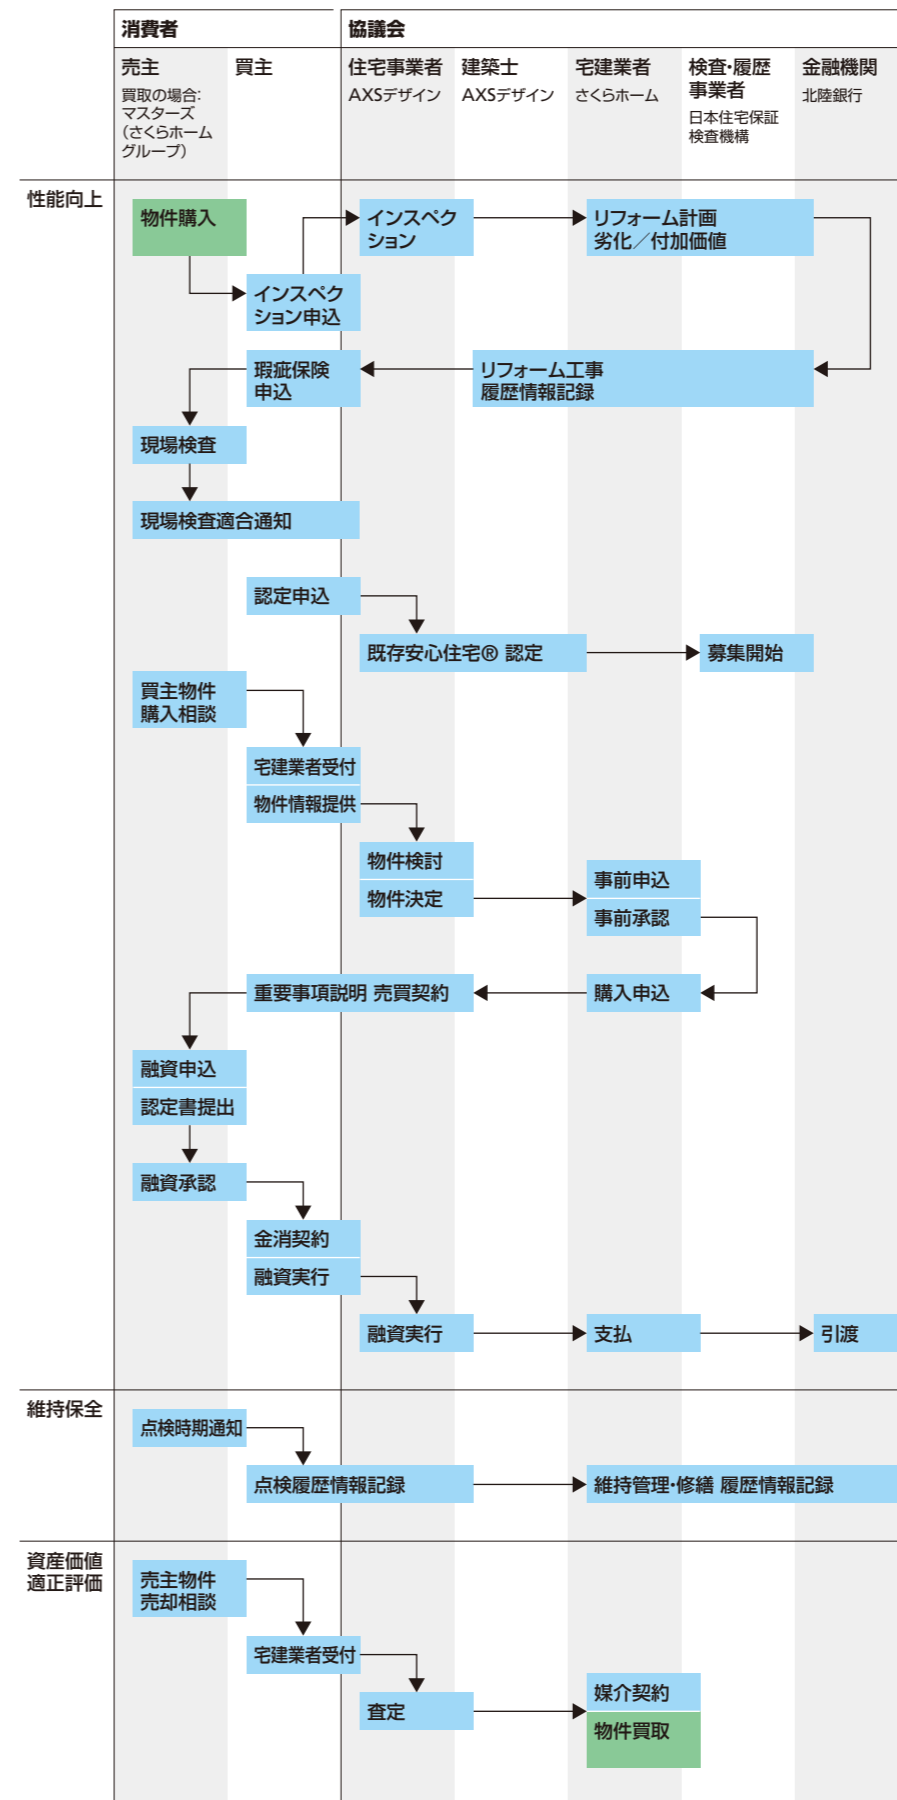 消費者
協議会
売主
買取の場合：
マスターズ
（さくらホーム
グループ）
買主
住宅事業者
AXSデザイン
建築士
AXSデザイン
宅建業者
さくらホーム
検査・履歴
事業者
日本住宅保証
検査機構
金融機関
北陸銀行
性能向上
物件購入
インスペク
ション
リフォーム計画
劣化／付加価値
インスペク
ション申込
瑕疵保険
申込
リフォーム工事
履歴情報記録
現場検査
現場検査適合通知
認定申込
既存安心住宅® 認定
募集開始
買主物件
購入相談
宅建業者受付
物件情報提供
物件検討
物件決定
事前申込
事前承認
重要事項説明 売買契約
購入申込
融資申込
認定書提出
融資承認
金消契約
融資実行
融資実行
支払
引渡
維持保全
点検時期通知
点検履歴情報記録
維持管理・修繕 履歴情報記録
資産価値
適正評価
売主物件
売却相談
宅建業者受付
査定
媒介契約
物件買取